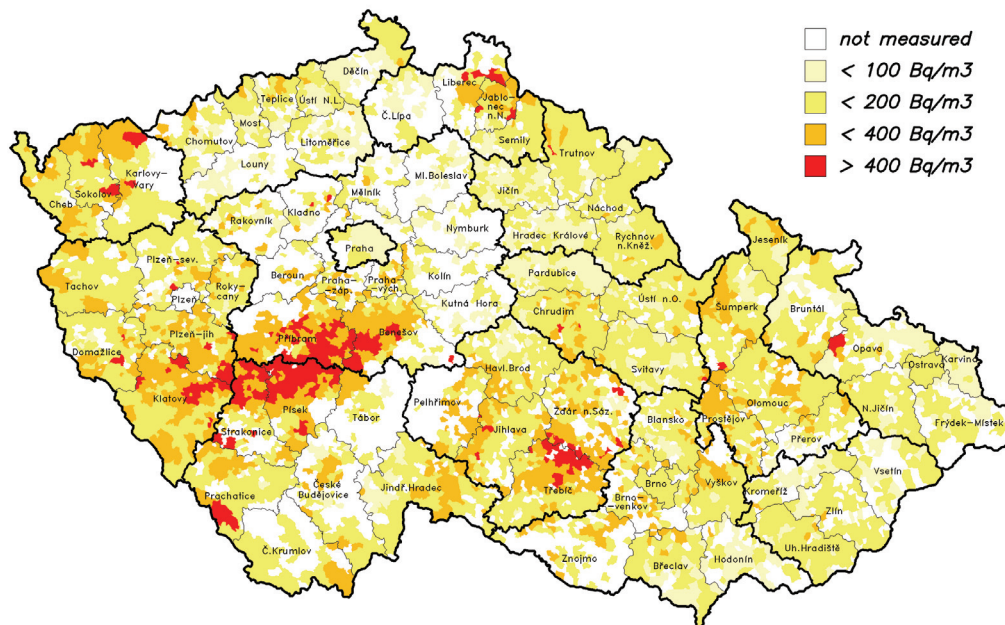 not measured
< 100 Bq/m3
< 200 Bq/m3
< 400 Bq/m3
> 400 Bq/m3
Děčín
Liberec
Teplice
Ústí N.L.
Jablo-
nec
n.N.
Most
Č.Lípa
Chomutov
Litoměřice
Semily
Trutnov
Louny
Karlovy-
Vary
Sokolov
Cheb
Ml.Boleslav
Jičín
Mělník
Kladno
Rakovník
Náchod
Nymburk
Hradec Králové
Rychnov
n.Kněž.
Praha
Jeseník
Plzeň-sev.
Beroun
Praha-
-záp.
Praha-
-vých.
Kolín
Pardubice
Tachov
Plzeň
Roky-
cany
Kutná Hora
Chrudim
Ústí n.O.
Šumperk
Bruntál
Plzeň-jih
Příbram
Benešov
Domažlice
Opava
Karviná
Ostrava
Svitavy
Havl.Brod
Klatovy
Písek
Tábor
Pelhřimov
Žďár n.Sáz.
Blansko
Olomouc
N.Jičín
Prostějov
Frýdek-Místek
Strakonice
Jihlava
Přerov
Vsetín
České
Budějovice
Jindř.Hradec
Třebíč
Brno
Brno-
-venkov
Vyškov
Kroměříž
Prachatice
Zlín
Č.Krumlov
Znojmo
Břeclav
Hodonín
Uh.Hradiště